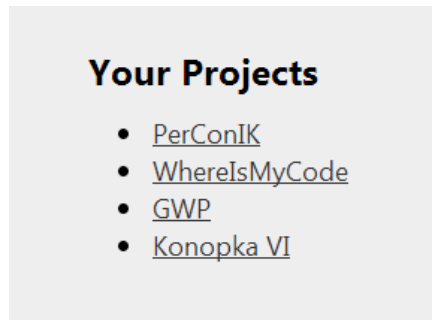 Your Projects
PerConIK
WhereIsMyCode
GWP
Konopka VI